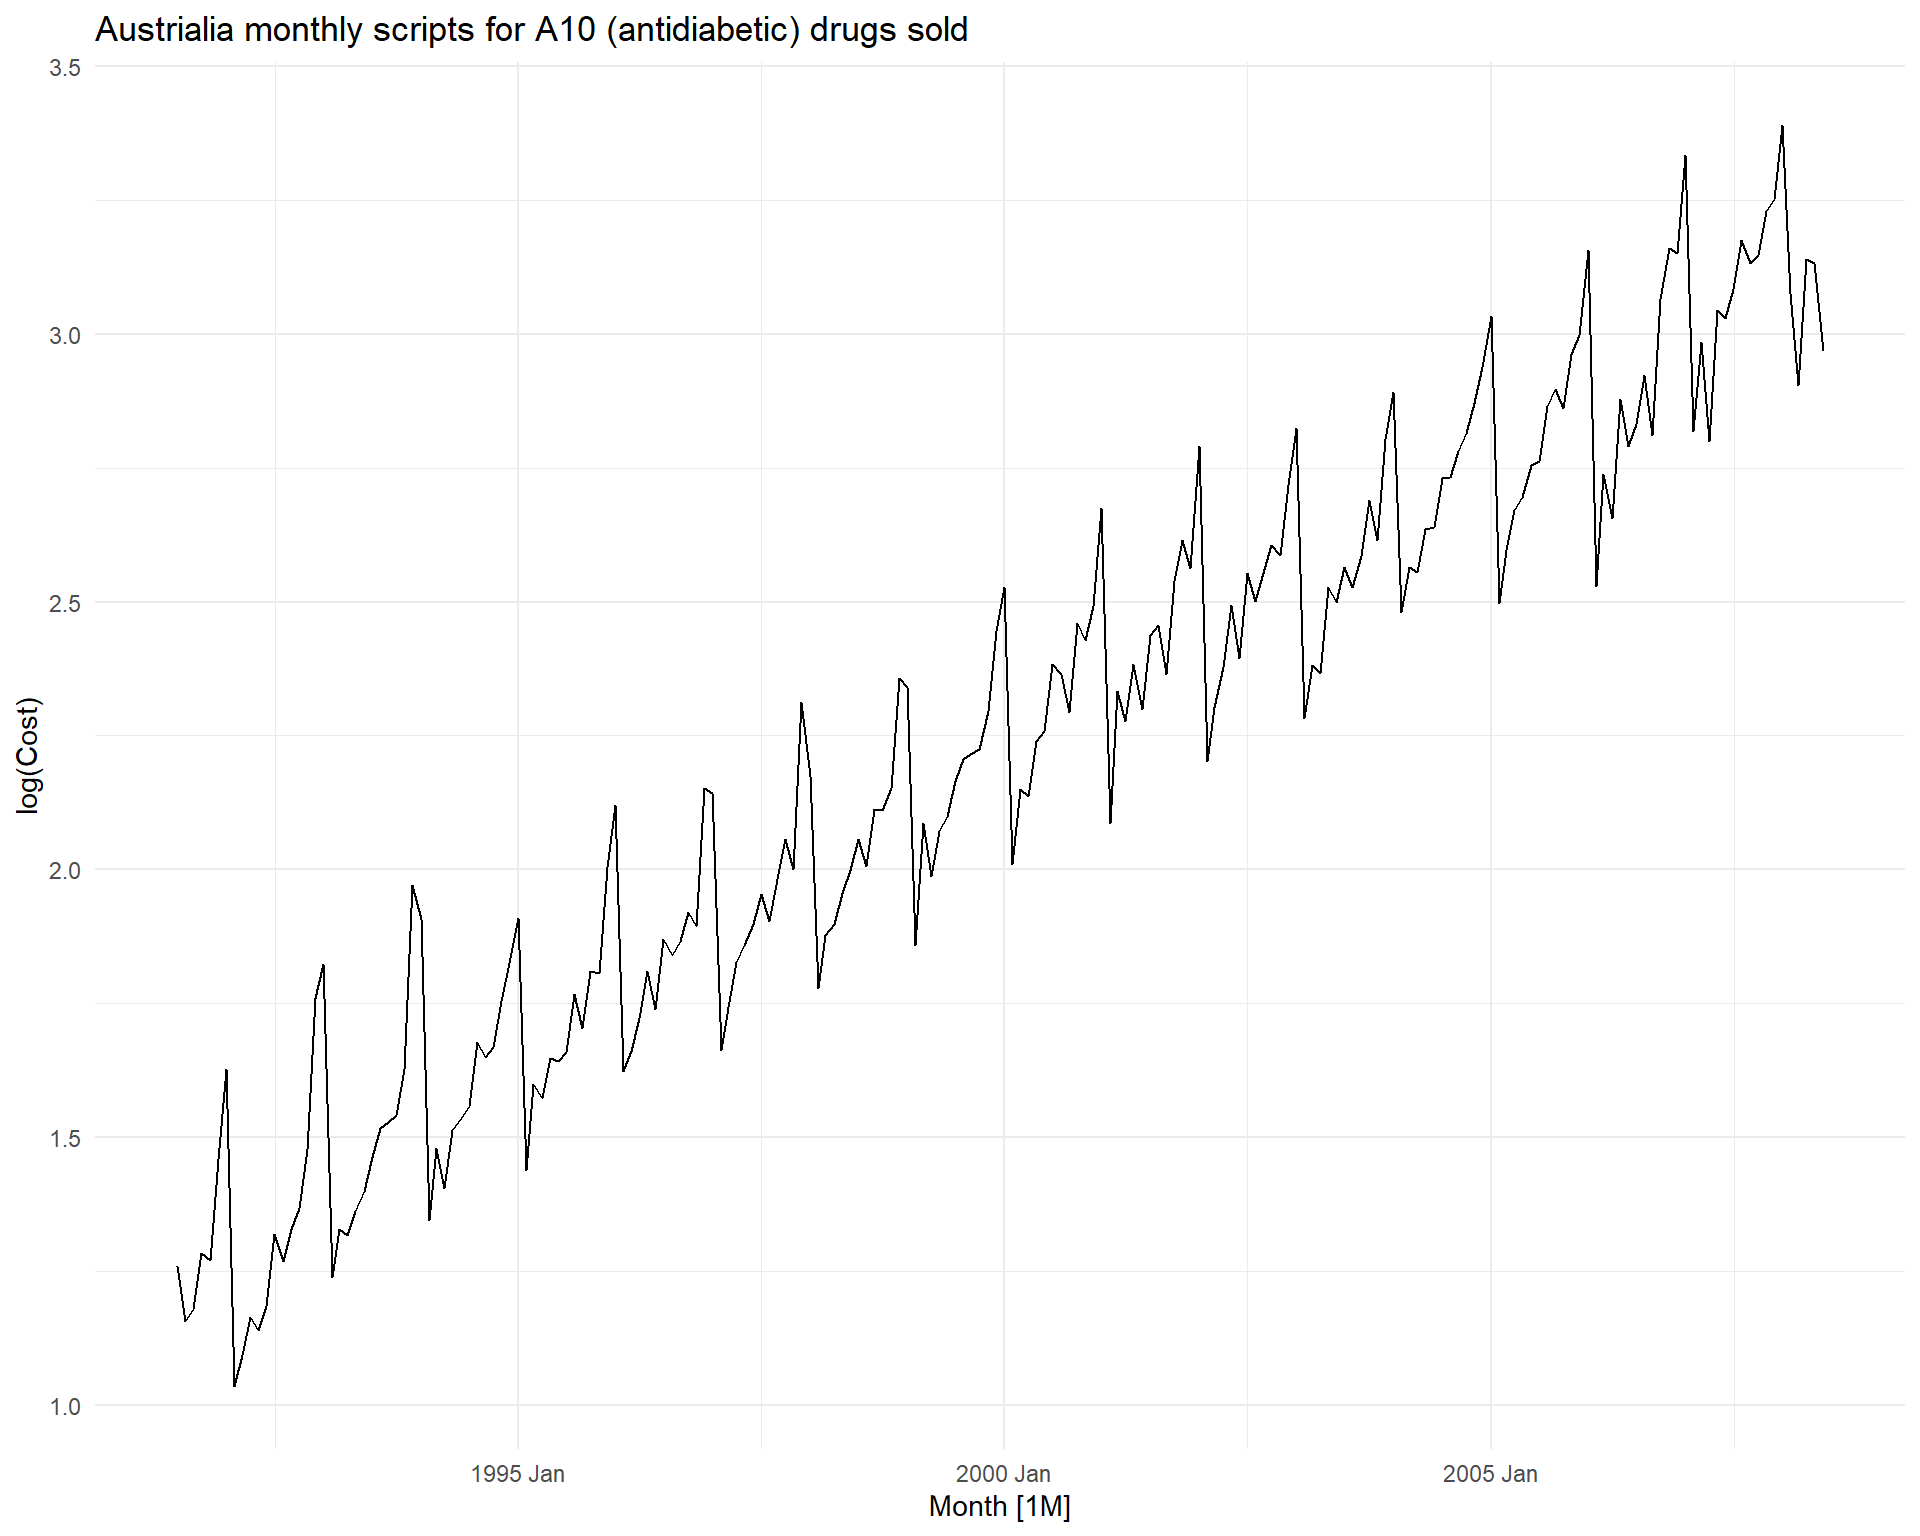 Austrialia monthly scripts for A10 (antidiabetic) drugs sold
3.5
3.0
2.5
2.0
1.5
1.0
log(Cost)
1995 Jan
2000 Jan
2005 Jan
Month [1M]